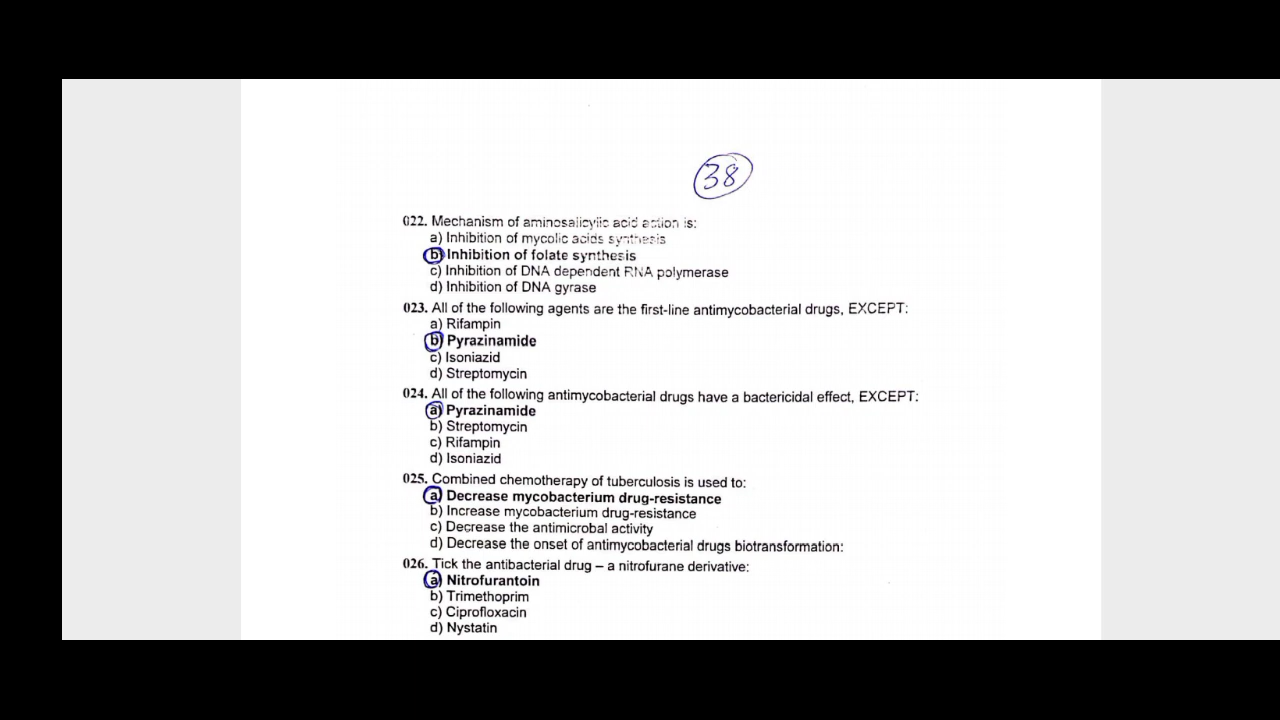 38
022. Mechanism of aminosalicylic acid action is:
a) Inhibition of mycolic acids synthesis
b) Inhibition of folate synthesis
c) Inhibition of DNA dependent RNA polymerase
d) Inhibition of DNA gyrase
023. All of the following agents are the first-line antimycobacterial drugs, EXCEPT:
a) Rifampin
b) Pyrazinamide
c) Isoniazid
d) Streptomycin
024. All of the following antimycobacterial drugs have a bactericidal effect, EXCEPT:
a) Pyrazinamide
b) Streptomycin
c) Rifampin
d) Isoniazid
025. Combined chemotherapy of tuberculosis is used to:
a) Decrease mycobacterium drug-resistance
b) Increase mycobacterium drug-resistance
c) Decrease the antimicrobial activity
d) Decrease the onset of antimycobacterial drugs biotransformation:
026. Tick the antibacterial drug – a nitrofurane derivative:
a) Nitrofurantoin
b) Trimethoprim
c) Ciprofloxacin
d) Nystatin